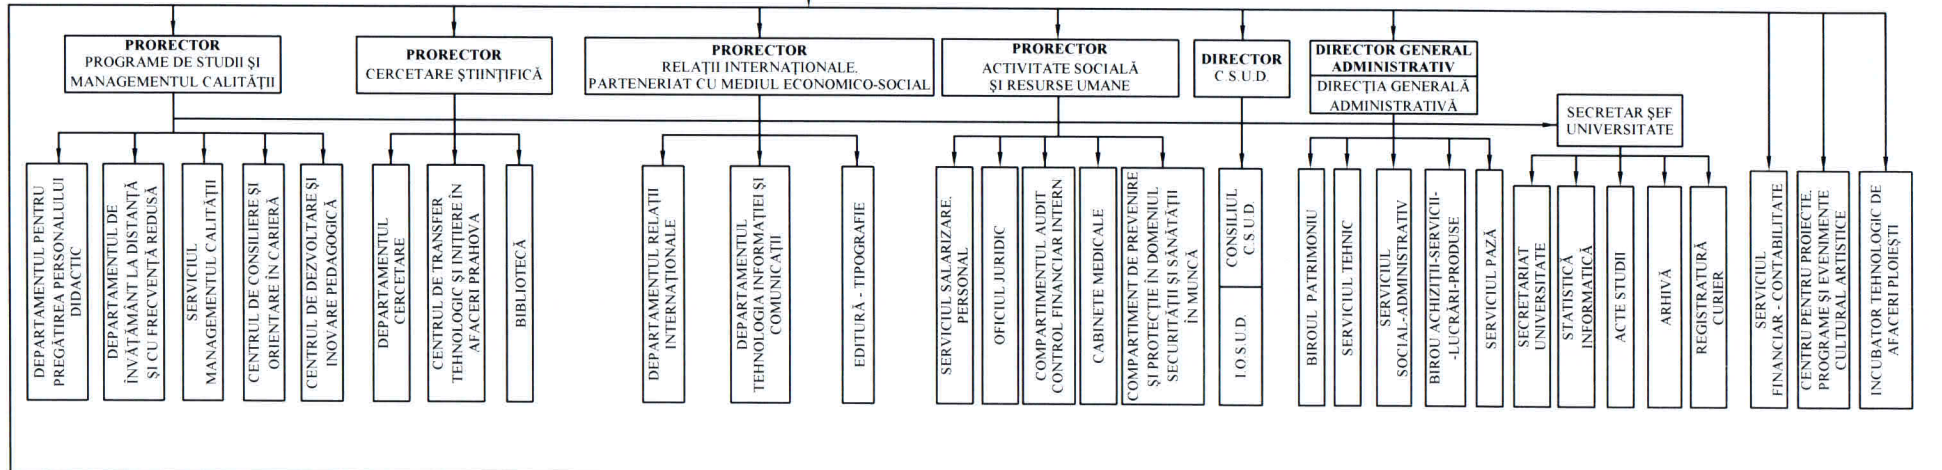 PRORECTOR
PROGRAME DE STUDII ȘI
MANAGEMENTUL CALITĂȚII
PRORECTOR
CERCETARE ȘTIINȚIFICĂ
PRORECTOR
RELAȚII INTERNAȚIONALE.
PARTENERIAT CU MEDIUL ECONOMICO-SOCIAL
PRORECTOR
ACTIVITATE SOCIALĂ
ȘI RESURSE UMANE
DIRECTOR
C.S.U.D.
DIRECTOR GENERAL
ADMINISTRATIV
DIRECȚIA GENERALĂ
ADMINISTRATIVĂ
SECRETAR ȘEF
UNIVERSITATE
DEPARTAMENTUL PENTRU
PREGĂTIREA PERSONALULUI
DIDACTIC
DEPARTAMENTUL DE
ÎNVĂȚĂMÂNT LA DISTANȚĂ
ȘI CU FRECVENȚĂ REDUSĂ
SERVICIUL
MANAGEMENTUL CALITĂȚII
CENTRUL DE CONSILIERE ȘI
ORIENTARE ÎN CARIERĂ
CENTRUL DE DEZVOLTARE ȘI
INOVARE PEDAGOGICĂ
DEPARTAMENTUL
CERCETARE
CENTRUL DE TRANSFER
TEHNOLOGIC ȘI INIȚIERE ÎN
AFACERI PRAHOVA
BIBLIOTECĂ
DEPARTAMENTUL RELAȚII
INTERNAȚIONALE
DEPARTAMENTUL
TEHNOLOGIA INFORMAȚIEI ȘI
COMUNICAȚII
EDITURĂ - TIPOGRAFIE
SERVICIUL SALARIZARE.
PERSONAL
OFICIUL JURIDIC
COMPARTIMENTUL AUDIT
CONTROL FINANCIAR INTERN
CABINETE MEDICALE
COMPARTIMENT DE PREVENIRE
ȘI PROTECȚIE ÎN DOMENIUL
SECURITĂȚII ȘI SĂNĂTĂȚII
ÎN MUNCĂ
CONSILIUL
C.S.U.D.
I.O.S.U.D.
BIROUL PATRIMONIU
SERVICIUL TEHNIC
SERVICIUL
SOCIAL-ADMINISTRATIV
BIROU ACHIZIȚII-SERVICII-
-LUCRĂRI-PRODUSE
SERVICIUL PAZĂ
SECRETARIAT
UNIVERSITATE
STATISTICĂ
INFORMATICĂ
ACTE STUDII
ARHIVĂ
REGISTRATURĂ
CURIER
SERVICIUL
FINANCIAR - CONTABILITATE
CENTRU PENTRU PROIECTE.
PROGRAME ȘI EVENIMENTE
CULTURAL ARTISTICE
INCUBATOR TEHNOLOGIC DE
AFACERI PLOIEȘTI